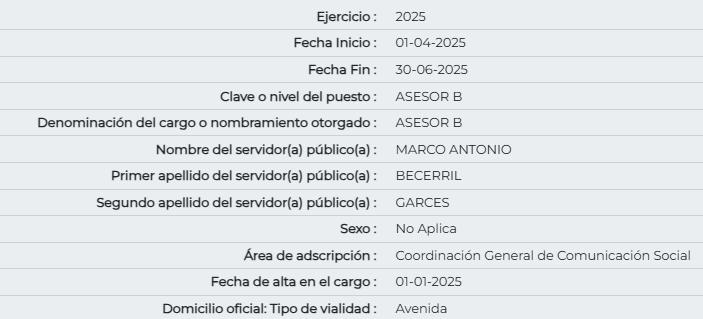 Ejercicio : 2025
Fecha Inicio : 01-04-2025
Fecha Fin : 30-06-2025
Clave o nivel del puesto : ASESOR B
Denominación del cargo o nombramiento otorgado : ASESOR B
Nombre del servidor(a) público(a) : MARCO ANTONIO
Primer apellido del servidor(a) público(a) : BECERRIL
Segundo apellido del servidor(a) público(a) : GARCES
Sexo : No Aplica
Área de adscripción : Coordinación General de Comunicación Social
Fecha de alta en el cargo : 01-01-2025
Domicilio oficial: Tipo de vialidad : Avenida